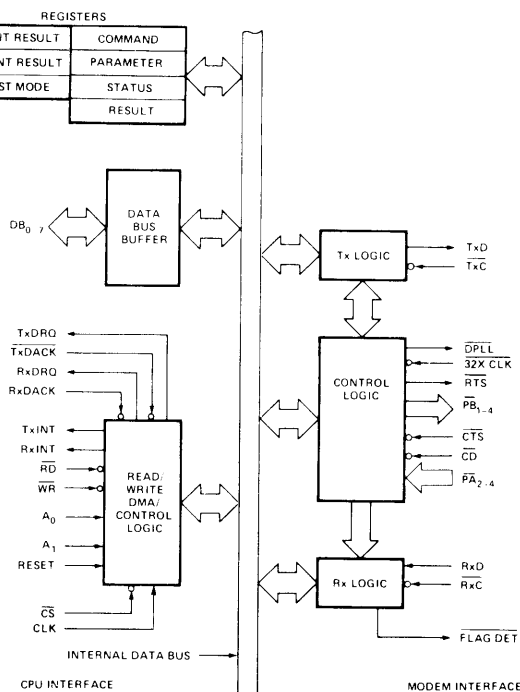 REGISTERS
RESULT COMMAND
RESULT PARAMETER
MODE STATUS
RESULT
DB0-7
DATA
BUS
BUFFER
Tx LOGIC
TxD
TxC
TxDRQ
TxDACK
RxDRQ
RxDACK
TxINT
RxINT
RD
WR
A0
A1
RESET
CS
CLK
READ/
WRITE
DMA/
CONTROL
LOGIC
CONTROL
LOGIC
DPLL
32X CLK
RTS
PB1-4
CTS
CD
PA2-4
Rx LOGIC
RxD
RxC
FLAG DET
INTERNAL DATA BUS
CPU INTERFACE
MODEM INTERFACE